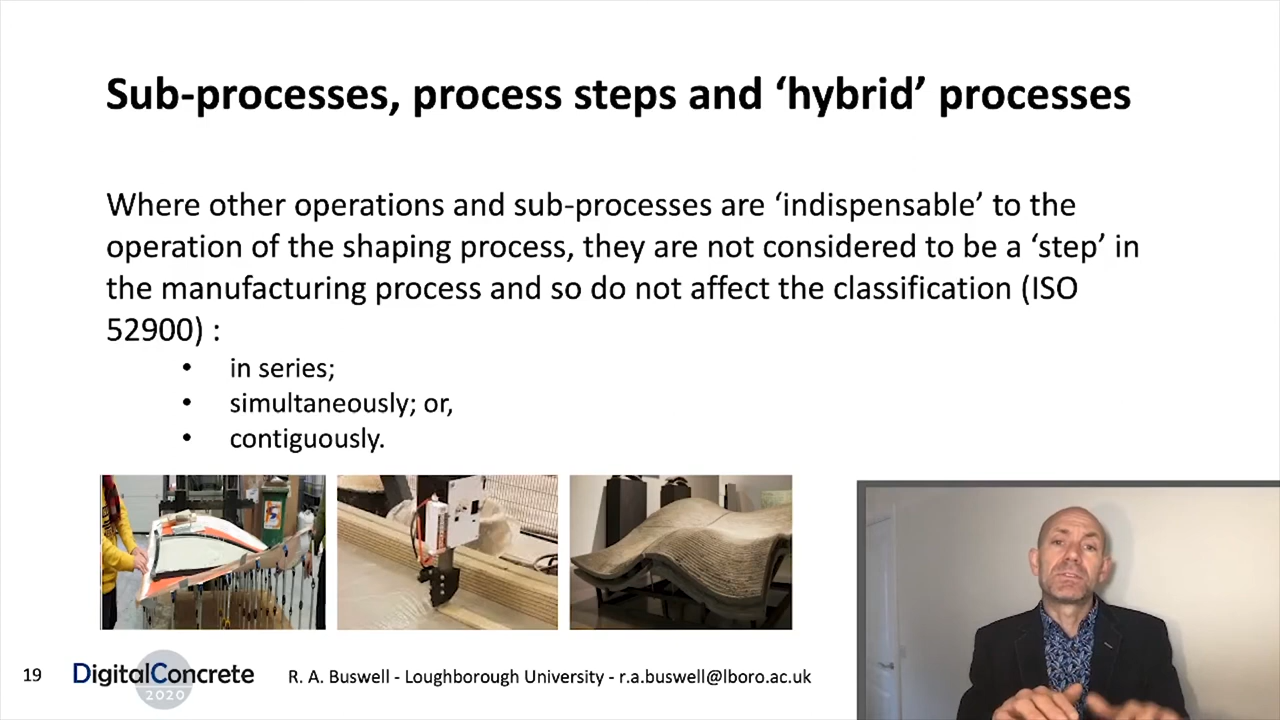 Sub-processes, process steps and ‘hybrid’ processes
Where other operations and sub-processes are ‘indispensable’ to the
operation of the shaping process, they are not considered to be a ‘step’ in
the manufacturing process and so do not affect the classification (ISO
52900) :
• in series;
• simultaneously; or,
• contiguously.
19
DigitalConcrete
2020
R. A. Buswell - Loughborough University - r.a.buswell@lboro.ac.uk